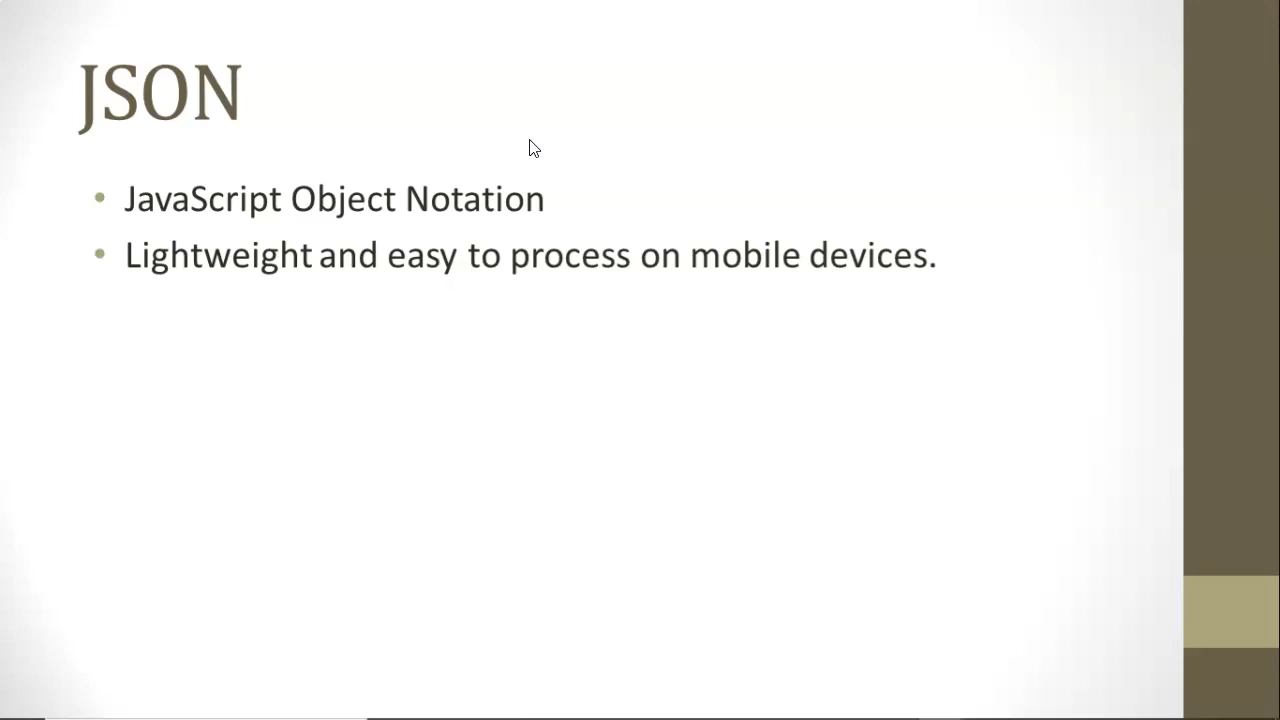 JSON
• JavaScript Object Notation
• Lightweight and easy to process on mobile devices.